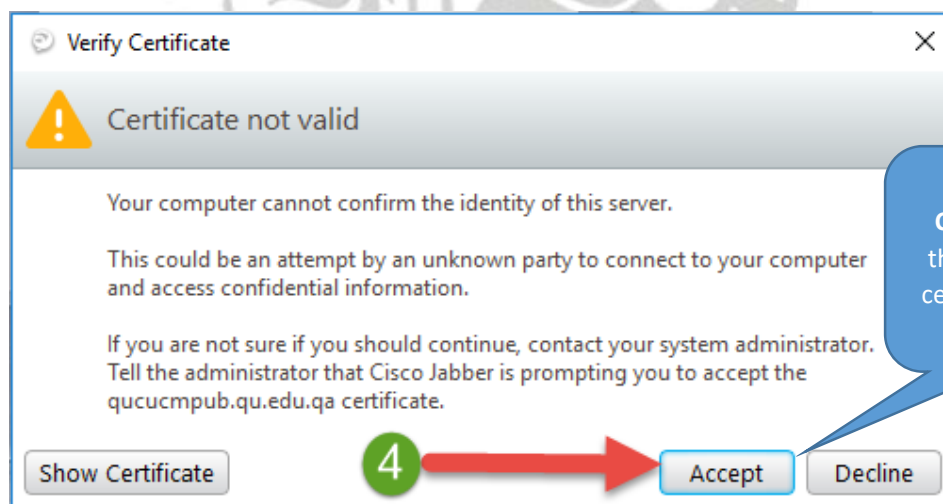 Verify Certificate
Certificate not valid
Your computer cannot confirm the identity of this server.
This could be an attempt by an unknown party to connect to your computer
and access confidential information.
If you are not sure if you should continue, contact your system administrator.
Tell the administrator that Cisco Jabber is prompting you to accept the
qucucmpub.qu.edu.qa certificate.
Show Certificate
4
Accept
Decline